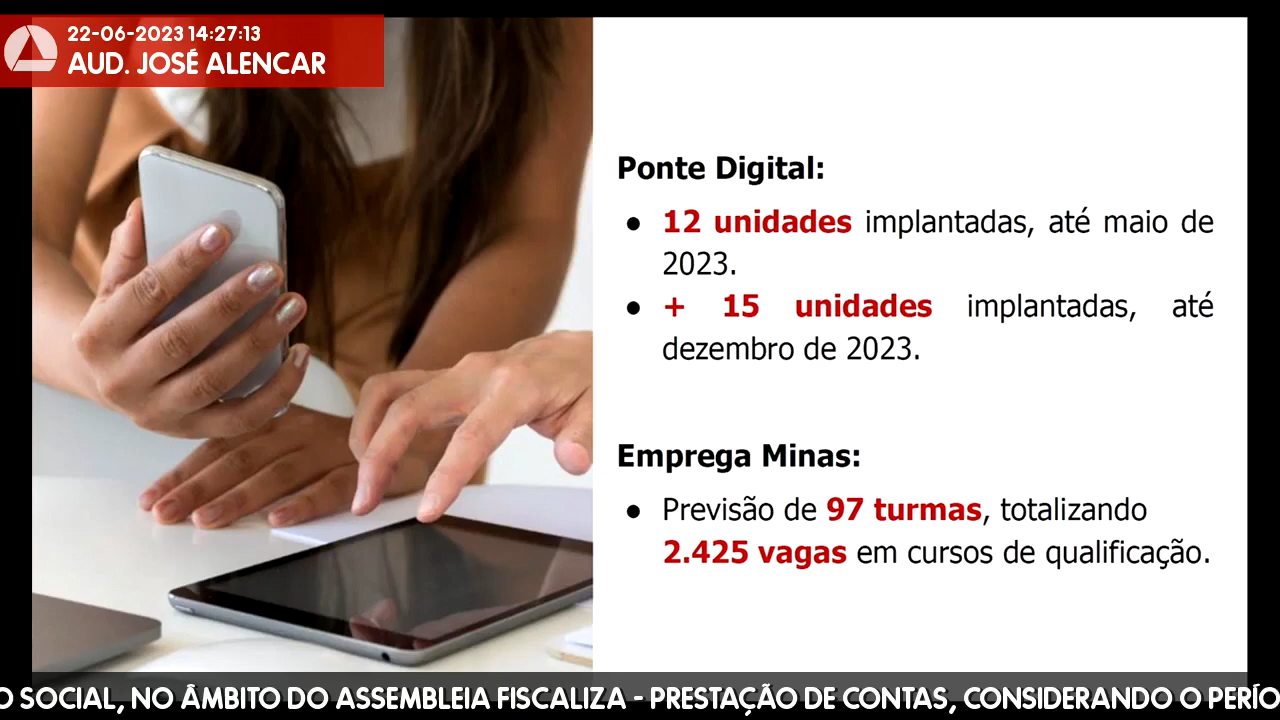 22-06-2023 14:27:13
AUD. JOSÉ ALENCAR
Ponte Digital:
● 12 unidades implantadas, até maio de
2023.
● + 15 unidades implantadas, até
dezembro de 2023.
Emprega Minas:
● Previsão de 97 turmas, totalizando
2.425 vagas em cursos de qualificação.
O SOCIAL, NO ÂMBITO DO ASSEMBLEIA FISCALIZA - PRESTAÇÃO DE CONTAS, CONSIDERANDO O PERÍO